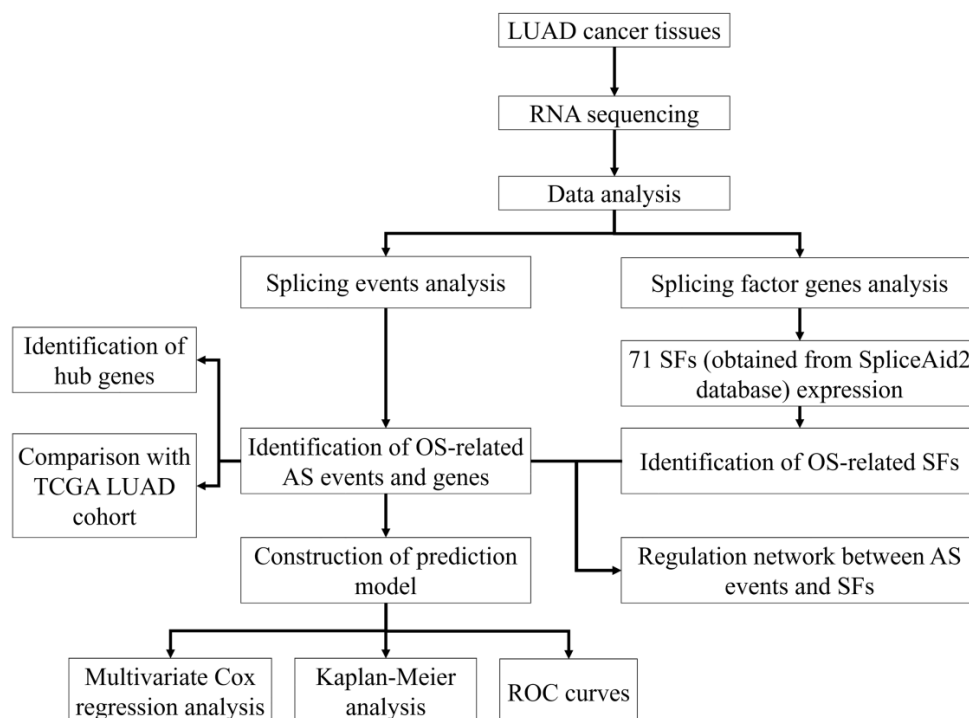 LUAD cancer tissues
RNA sequencing
Data analysis
Splicing events analysis
Splicing factor genes analysis
Identification of
hub genes
71 SFs (obtained from SpliceAid2
database) expression
Comparison with
TCGA LUAD
cohort
Identification of OS-related
AS events and genes
Identification of OS-related SFs
Construction of prediction
model
Regulation network between AS
events and SFs
Multivariate Cox
regression analysis
Kaplan-Meier
analysis
ROC curves